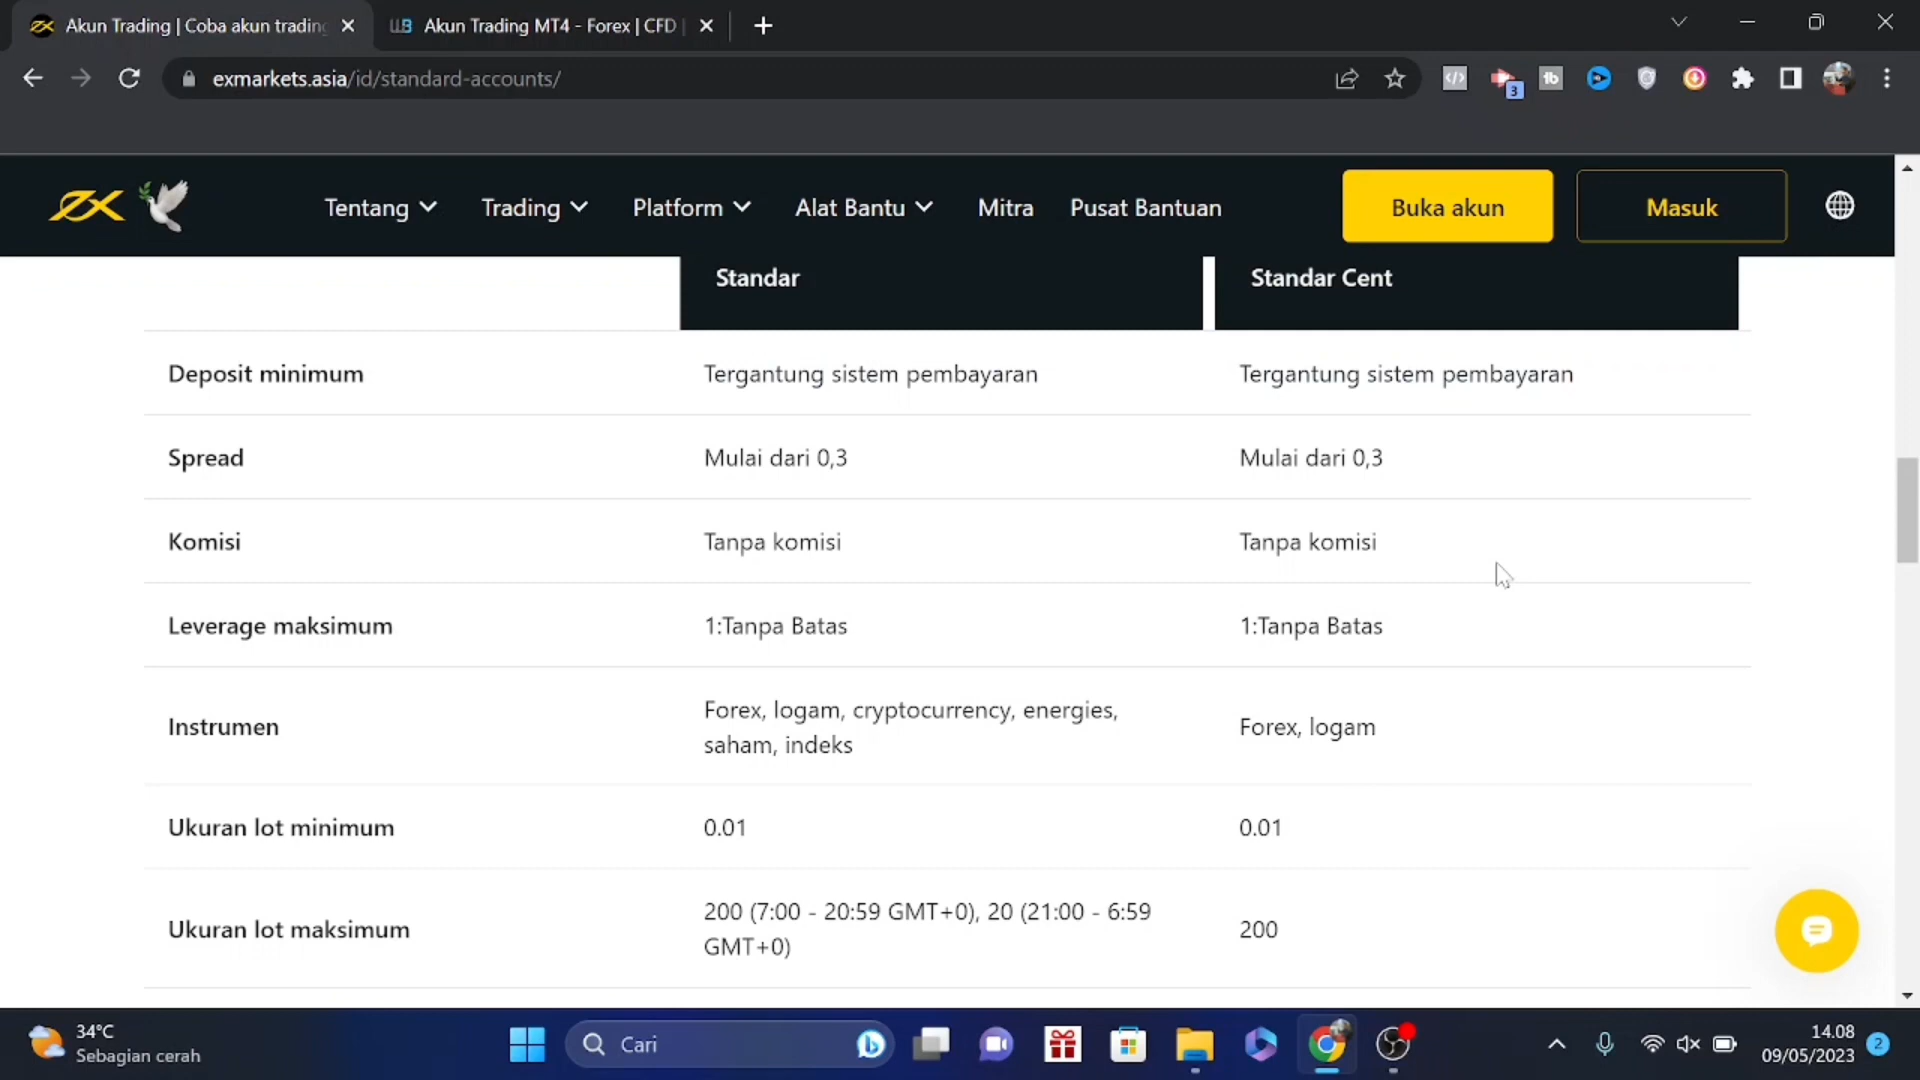 Akun Trading | Coba akun trading
Akun Trading MT4 - Forex | CFD |
exmarkets.asia/id/standard-accounts/
3
Tentang
Trading
Platform
Alat Bantu
Mitra
Pusat Bantuan
Buka akun
Masuk
Standar
Standar Cent
Deposit minimum
Tergantung sistem pembayaran
Tergantung sistem pembayaran
Spread
Mulai dari 0,3
Mulai dari 0,3
Komisi
Tanpa komisi
Tanpa komisi
Leverage maksimum
1:Tanpa Batas
1:Tanpa Batas
Instrumen
Forex, logam, cryptocurrency, energies,
saham, indeks
Forex, logam
Ukuran lot minimum
0.01
0.01
Ukuran lot maksimum
200 (7:00 - 20:59 GMT+0), 20 (21:00 - 6:59
GMT+0)
200
34°C
Sebagian cerah
Cari
14.08
09/05/2023
2